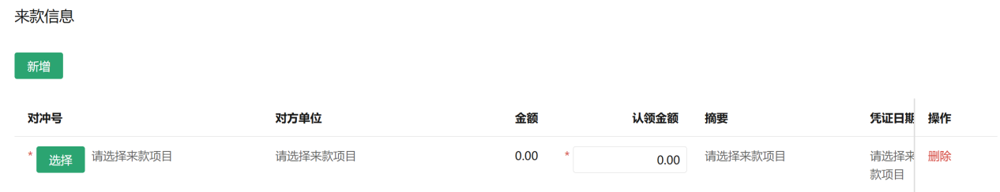 来款信息
新增
对冲号 对方单位 金额 认领金额 摘要 凭证日期 操作
* 选择 请选择来款项目 请选择来款项目 0.00 * 0.00 请选择来款项目 请选择来 删除
款项目